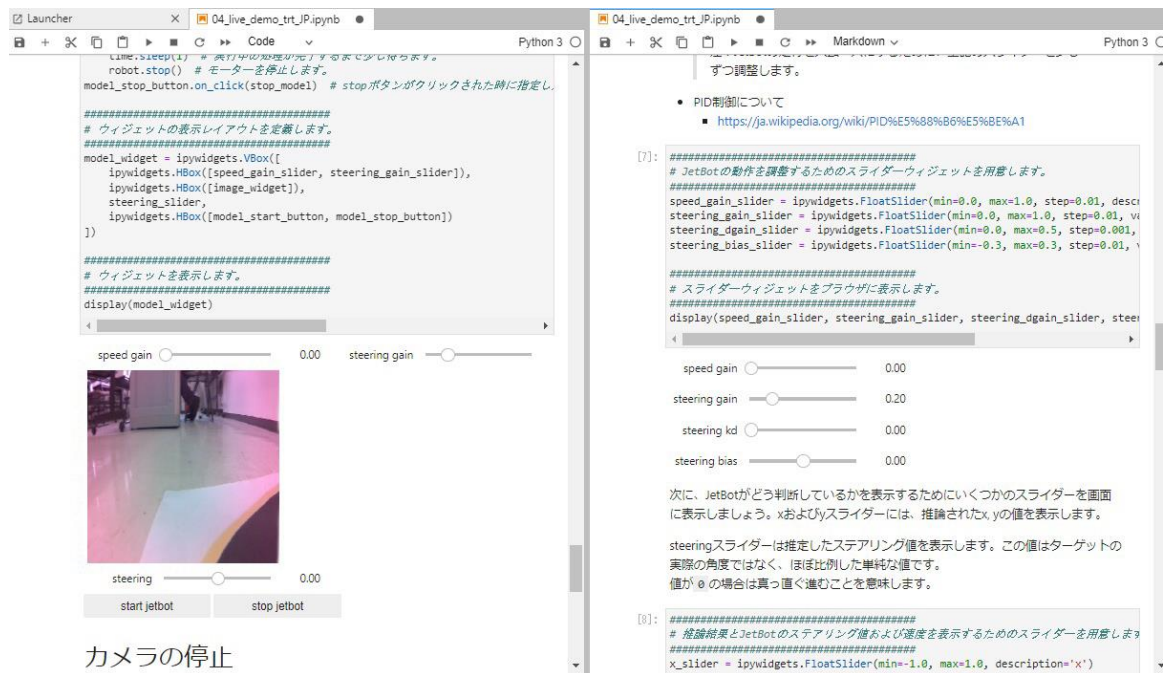 Launcher
04_live_demo_trt_JP.ipynb
Code
Python 3
time.sleep(1) # 実行中の処理が完了するまで少し待ちます。
robot.stop() # モーターを停止します。
model_stop_button.on_click(stop_model) # stopボタンがクリックされた時に指定し
#########################################
# ウィジェットの表示レイアウトを定義します。
#########################################
model_widget = ipywidgets.VBox([
ipywidgets.HBox([speed_gain_slider, steering_gain_slider]),
ipywidgets.HBox([image_widget]),
steering_slider,
ipywidgets.HBox([model_start_button, model_stop_button])
])
#########################################
# ウィジェットを表示します。
#########################################
display(model_widget)
speed gain 0.00 steering gain
steering 0.00
start jetbot stop jetbot
カメラの停止
04_live_demo_trt_JP.ipynb
Markdown
Python 3
ずつ調整します。
PID制御について
https://ja.wikipedia.org/wiki/PID%E5%88%B6%E5%BE%A1
[7]: #########################################
# JetBotの動作を調整するためのスライダーウィジェットを用意します。
#########################################
speed_gain_slider = ipywidgets.FloatSlider(min=0.0, max=1.0, step=0.01, descr
steering_gain_slider = ipywidgets.FloatSlider(min=0.0, max=1.0, step=0.01, va
steering_dgain_slider = ipywidgets.FloatSlider(min=0.0, max=0.5, step=0.001,
steering_bias_slider = ipywidgets.FloatSlider(min=-0.3, max=0.3, step=0.01, v
#########################################
# スライダーウィジェットをブラウザに表示します。
#########################################
display(speed_gain_slider, steering_gain_slider, steering_dgain_slider, steer
speed gain 0.00
steering gain 0.20
steering kd 0.00
steering bias 0.00
次に、JetBotがどう判断しているかを表示するためにいくつかのスライダーを画面
に表示しましょう。xおよびyスライダーには、推論されたx, yの値を表示します。
steeringスライダーは推定したステアリング値を表示します。この値はターゲットの
実際の角度ではなく、ほぼ比例した単純な値です。
値が 0 の場合は真っ直ぐ進むことを意味します。
[8]: #########################################
# 推論結果とJetBotのステアリング値および速度を表示するためのスライダーを用意します
#########################################
x_slider = ipywidgets.FloatSlider(min=-1.0, max=1.0, description='x')